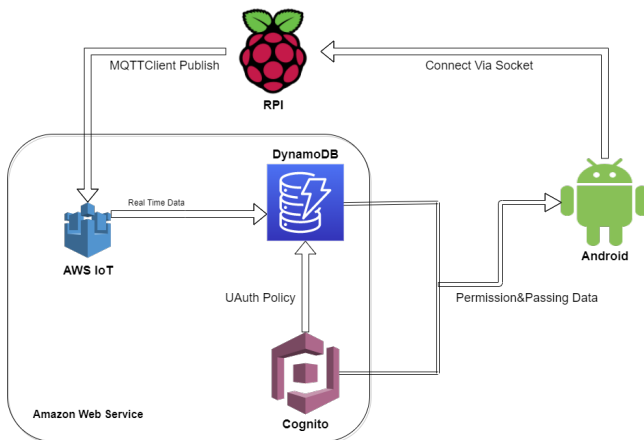 MQTTClient Publish
Connect Via Socket
RPI
DynamoDB
Real Time Data
AWS IoT
Android
UAuth Policy
Permission&Passing Data
Amazon Web Service
Cognito